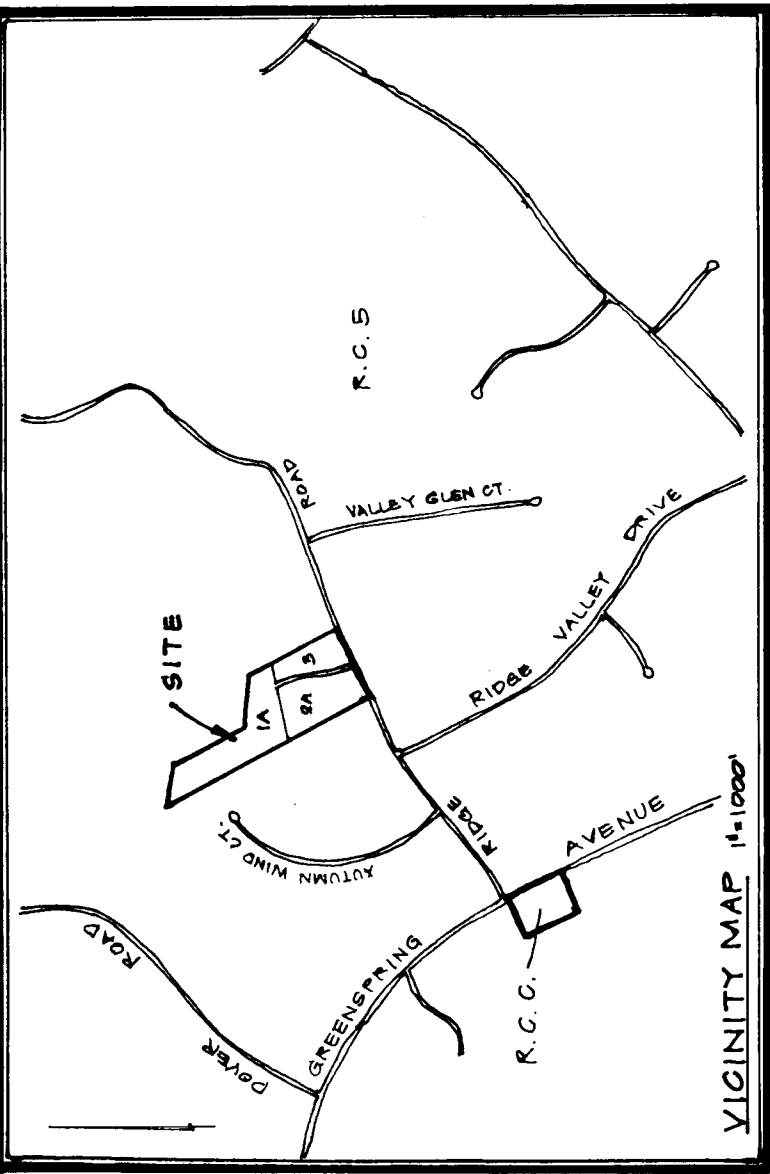 R.C. 5
ROAD
VALLEY GLEN CT.
SITE
1A
2A
3
RIDGE VALLEY DRIVE
AUTUMN WIND CT.
RIDGE
GREENSPRING AVENUE
DOVER ROAD
R.C.C.
VICINITY MAP 1"=1000'